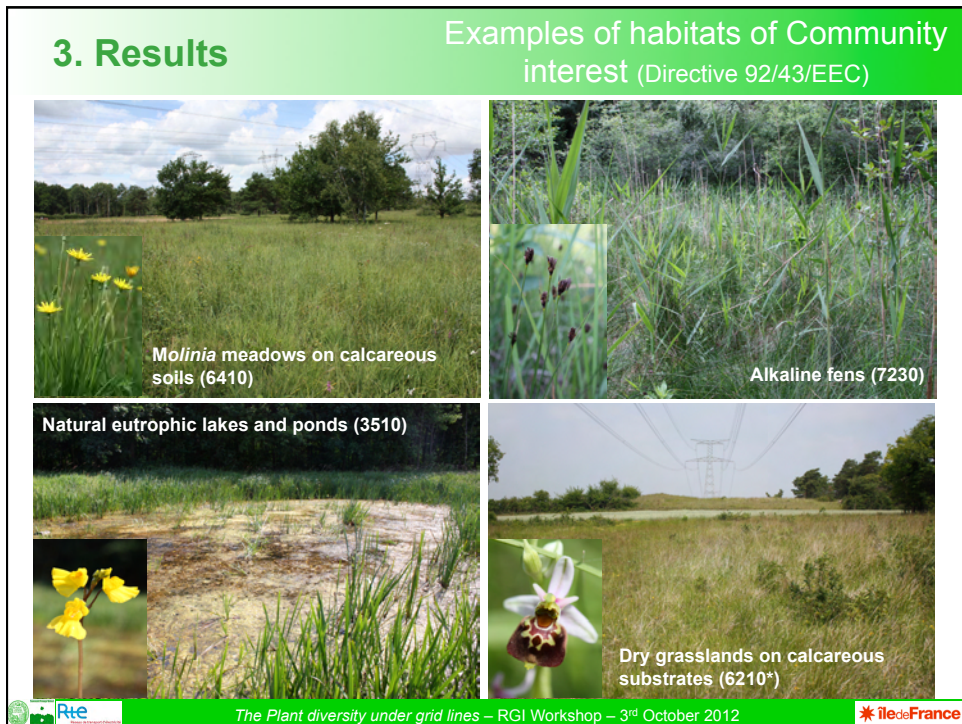 3. Results
Examples of habitats of Community
interest (Directive 92/43/EEC)
Molinia meadows on calcareous
soils (6410)
Alkaline fens (7230)
Natural eutrophic lakes and ponds (3510)
Dry grasslands on calcareous
substrates (6210*)
Rte
The Plant diversity under grid lines – RGI Workshop – 3rd October 2012
îledeFrance